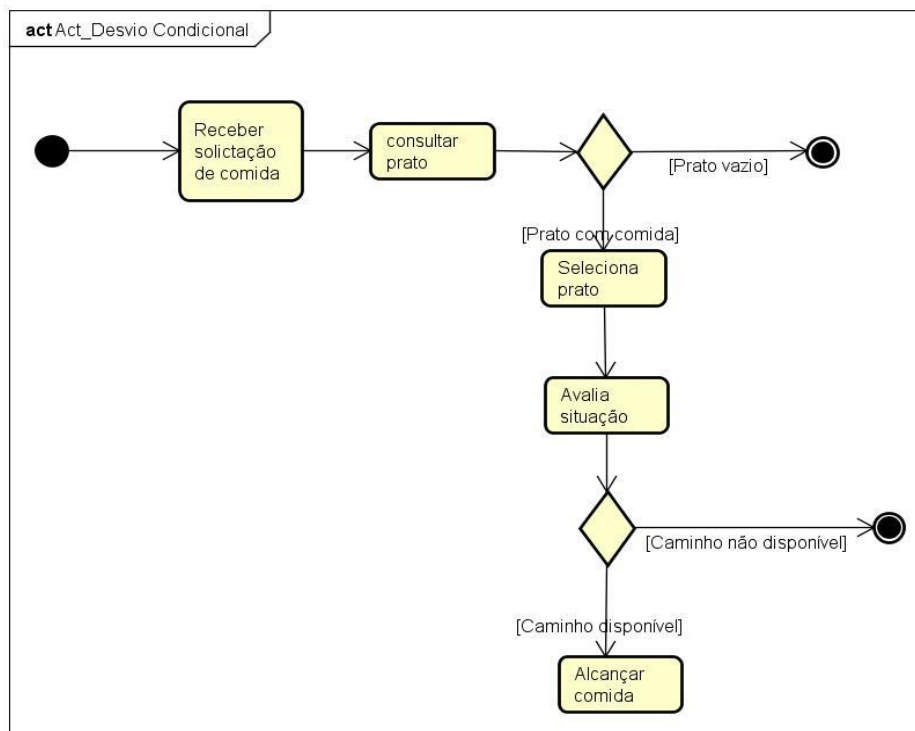 act Act_Desvio Condicional
Receber
solictação
de comida
consultar
prato
[Prato vazio]
[Prato com comida]
Seleciona
prato
Avalia
situação
[Caminho não disponível]
[Caminho disponível]
Alcançar
comida